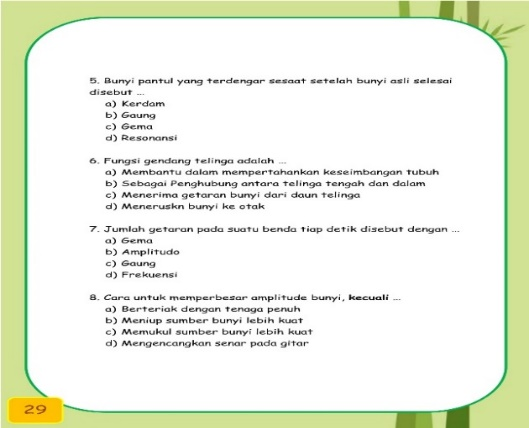 5. Bunyi pantul yang terdengar sesaat setelah bunyi asli selesai
disebut ...
a) Kerdam
b) Gaung
c) Gema
d) Resonansi
6. Fungsi gendang telinga adalah ...
a) Membantu dalam mempertahankan keseimbangan tubuh
b) Sebagai Penghubung antara telinga tengah dan dalam
c) Menerima getaran bunyi dari daun telinga
d) Meneruskn bunyi ke otak
7. Jumlah getaran pada suatu benda tiap detik disebut dengan ...
a) Gema
b) Amplitudo
c) Gaung
d) Frekuensi
8. Cara untuk memperbesar amplitude bunyi, kecuali ...
a) Berteriak dengan tenaga penuh
b) Meniup sumber bunyi lebih kuat
c) Memukul sumber bunyi lebih kuat
d) Mengencangkan senar pada gitar
29